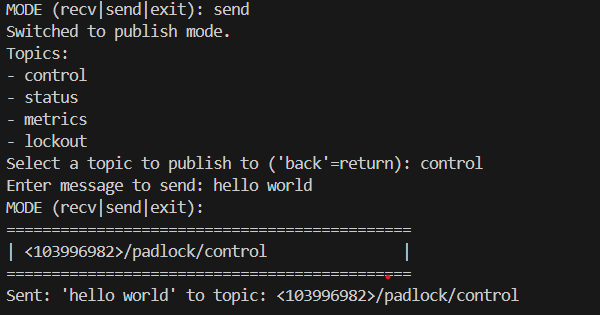 MODE (recv|send|exit): send
Switched to publish mode.
Topics:
- control
- status
- metrics
- lockout
Select a topic to publish to ('back'=return): control
Enter message to send: hello world
MODE (recv|send|exit):
=============================================
| <103996982>/padlock/control               |
=============================================
Sent: 'hello world' to topic: <103996982>/padlock/control